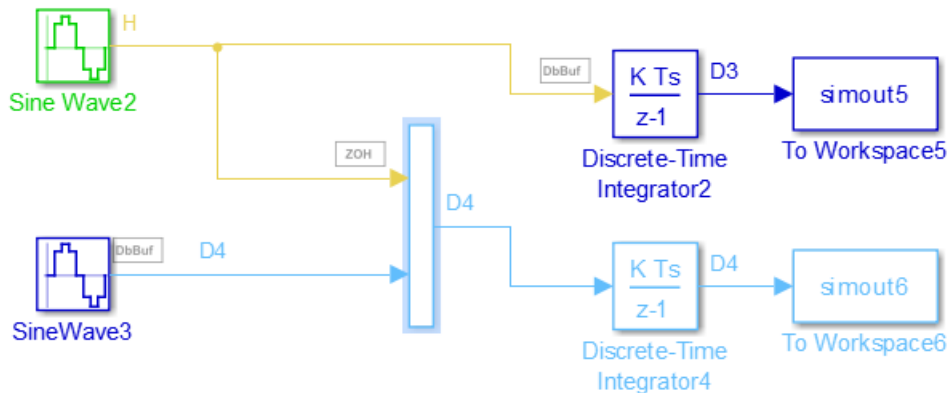 H
Sine Wave2
DbBuf
K Ts
z-1
D3
simout5
To Workspace5
Discrete-Time
Integrator2
ZOH
D4
SineWave3
DbBuf
D4
K Ts
z-1
D4
simout6
To Workspace6
Discrete-Time
Integrator4